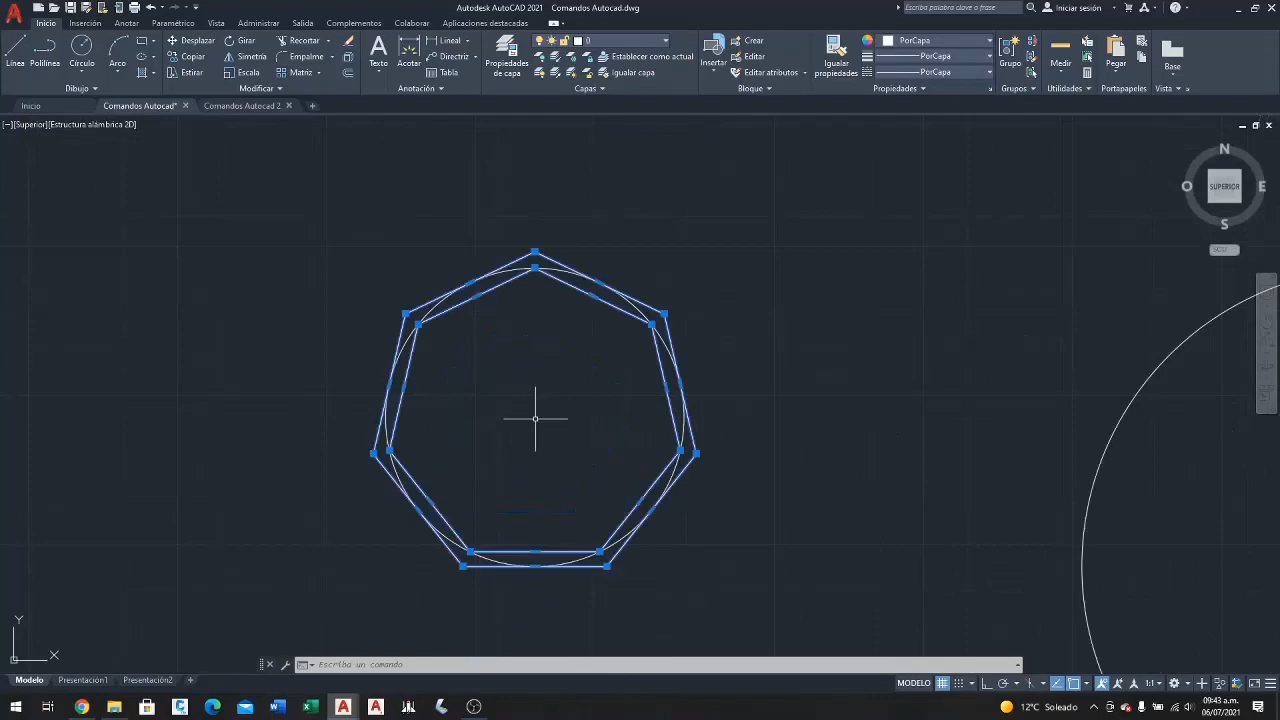 Autodesk AutoCAD 2021 Comandos Autocad.dwg
Escriba palabra clave o frase
Iniciar sesión
Inicio Inserción Anotar Paramétrico Vista Administrar Salida Complementos Colaborar Aplicaciones destacadas
Línea Polilínea Círculo Arco
Desplazar Girar Recortar
Copiar Simetría Empalme
Estirar Escala Matriz
Texto Acotar
Lineal
Directriz
Tabla
Propiedades de capa
0
Establecer como actual
Igualar capa
Insertar
Crear
Editar
Editar atributos
Igualar propiedades
PorCapa
PorCapa
PorCapa
Grupo Medir Pegar Base
Dibujo Modificar Anotación Capas Bloque Propiedades Grupos Utilidades Portapapeles Vista
Inicio Comandos Autocad* Comandos Autocad 2
[−][Superior][Estructura alámbrica 2D]
N
O SUPERIOR E
S
SCU
Y
X
Escriba un comando
Modelo Presentación1 Presentación2
MODELO 1:1
12°C Soleado
09:43 a.m.
06/07/2021